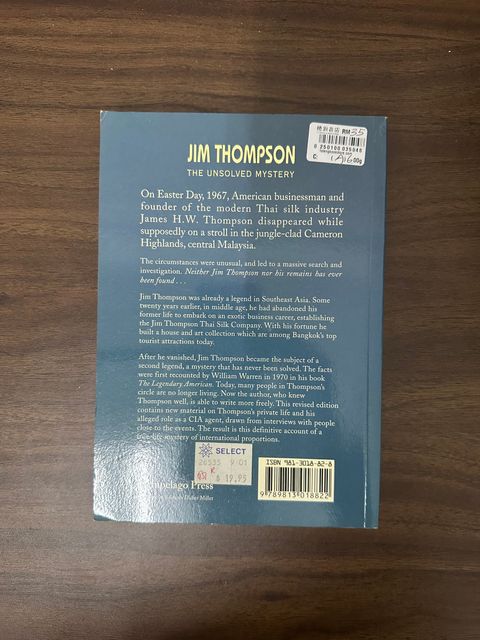 RM 35
0 250100 035046
C:
00g
JIM THOMPSON
THE UNSOLVED MYSTERY
On Easter Day, 1967, American businessman and
founder of the modern Thai silk industry
James H.W. Thompson disappeared while
supposedly on a stroll in the jungle-clad Cameron
Highlands, central Malaysia.
The circumstances were unusual, and led to a massive search and
investigation. Neither Jim Thompson nor his remains has ever
been found . . .
Jim Thompson was already a legend in Southeast Asia. Some
twenty years earlier, in middle age, he had abandoned his
former life to embark on an exotic business career, establishing
the Jim Thompson Thai Silk Company. With his fortune he
built a house and art collection which are among Bangkok's top
tourist attractions today.
After he vanished, Jim Thompson became the subject of a
second legend, a mystery that has never been solved. The facts
were first recounted by William Warren in 1970 in his book
The Legendary American. Today, many people in Thompson's
circle are no longer living. Now the author, who knew
Thompson well, is able to write more freely. This revised edition
contains new material on Thompson's private life and his
alleged role as a CIA agent, drawn from interviews with people
close to the events. The result is this definitive account of a
true-life mystery of international proportions.
SELECT
26535 9/01
$ 19.95
pelago Press
Didier Millet
ISBN 981-3018-82-8
9 789813 018822